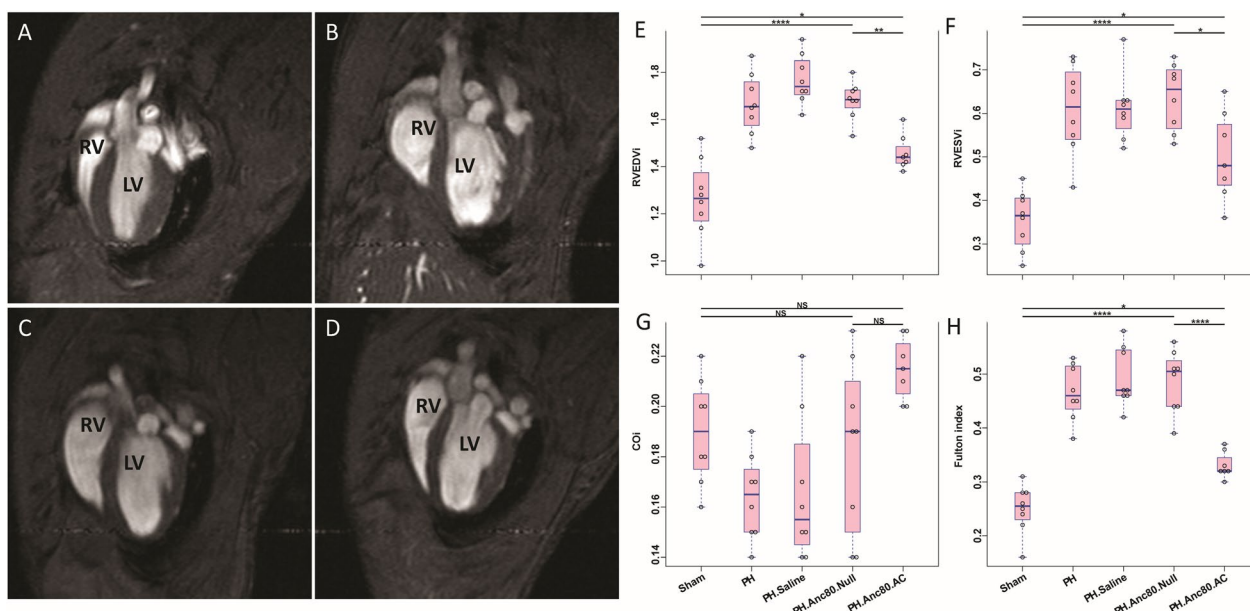 A
RV
LV
B
RV
LV
C
RV
LV
D
RV
LV
E
*
****
**
RVEDVi
1.8
1.6
1.4
1.2
1.0
F
*
****
*
RVESVi
0.7
0.6
0.5
0.4
0.3
G
NS
NS
NS
COi
0.22
0.20
0.18
0.16
0.14
Sham
PH
PH.Saline
PH.Anc80.Null
PH.Anc80.AC
H
*
****
****
Fulton index
0.5
0.4
0.3
0.2
Sham
PH
PH.Saline
PH.Anc80.Null
PH.Anc80.AC